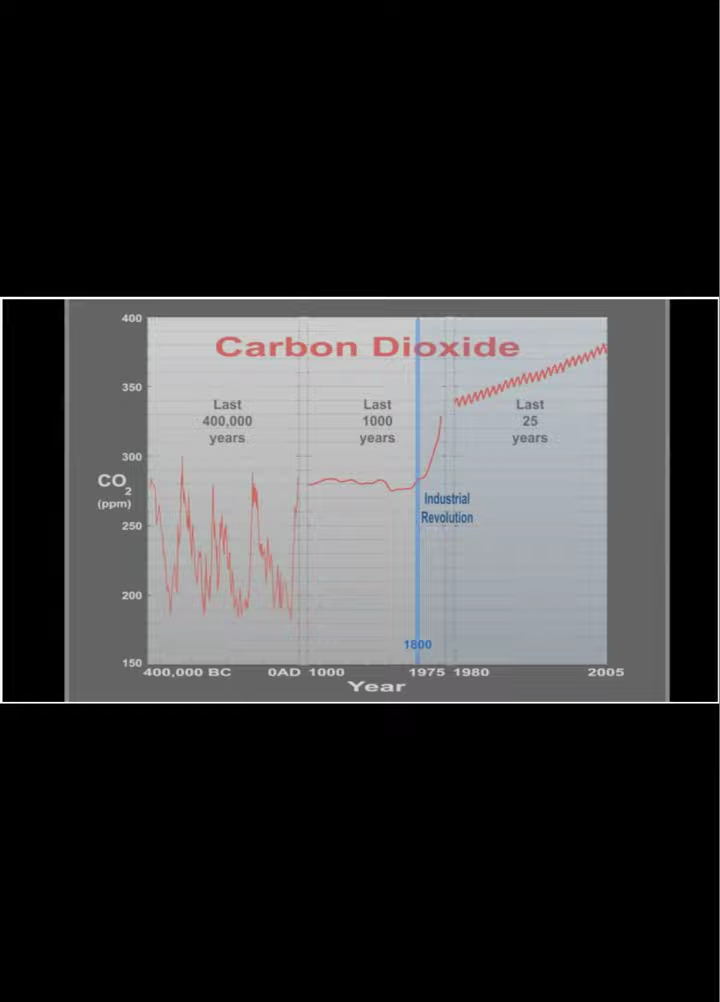 Carbon Dioxide
400
350
300
250
200
150
CO2
(ppm)
Last
400,000
years
Last
1000
years
Last
25
years
Industrial
Revolution
1800
400,000 BC
0AD
1000
1975
1980
2005
Year